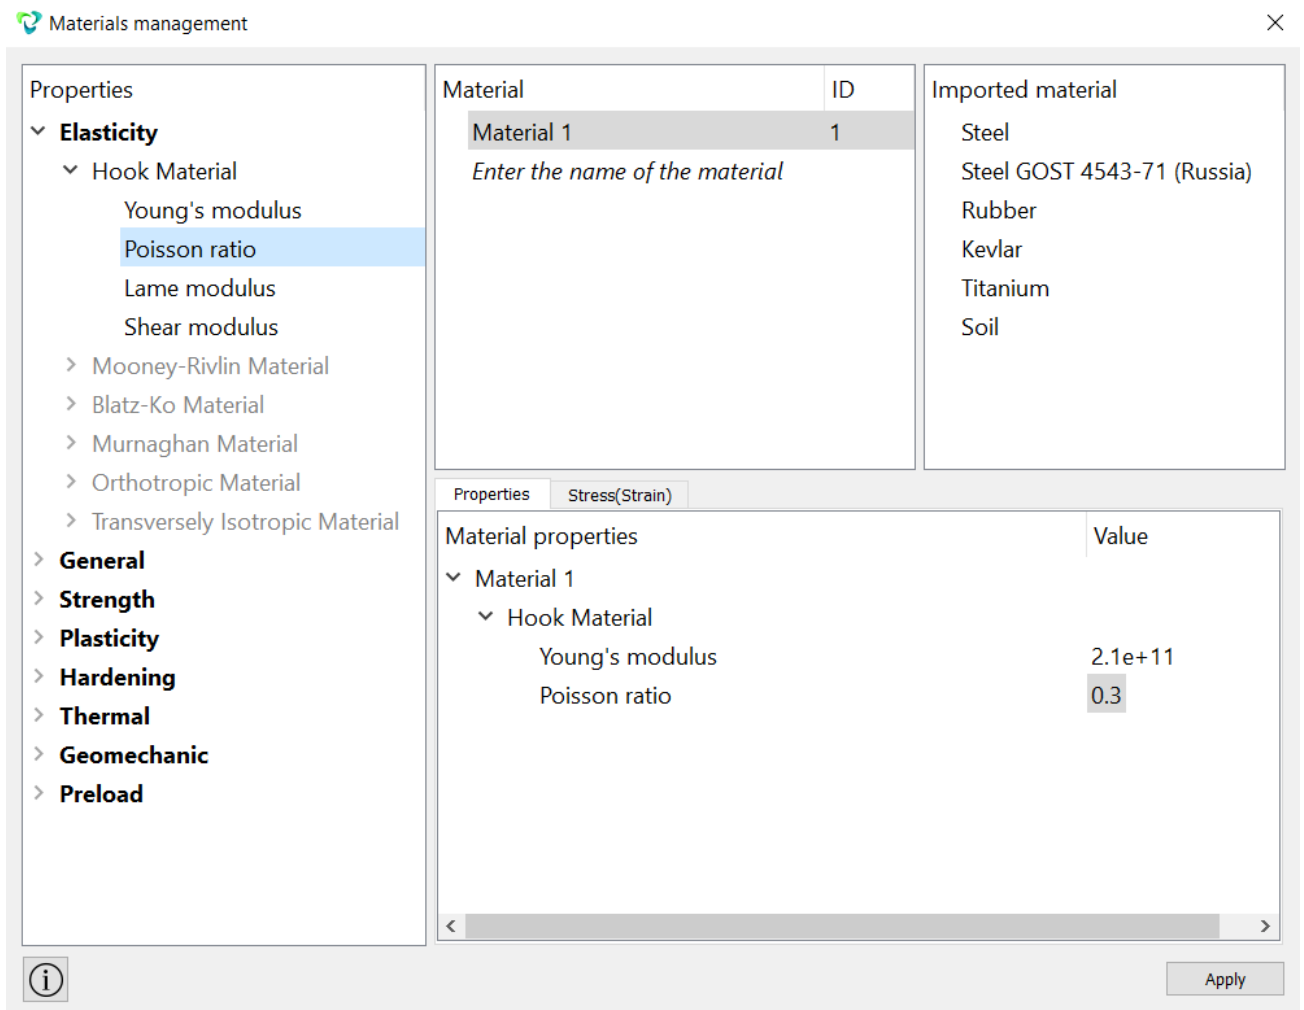 Materials management
Properties
Elasticity
Hook Material
Young's modulus
Poisson ratio
Lame modulus
Shear modulus
Mooney-Rivlin Material
Blatz-Ko Material
Murnaghan Material
Orthotropic Material
Transversely Isotropic Material
General
Strength
Plasticity
Hardening
Thermal
Geomechanic
Preload
Material ID
Material 1 1
Enter the name of the material
Imported material
Steel
Steel GOST 4543-71 (Russia)
Rubber
Kevlar
Titanium
Soil
Properties Stress(Strain)
Material properties Value
Material 1
Hook Material
Young's modulus 2.1e+11
Poisson ratio 0.3
Apply